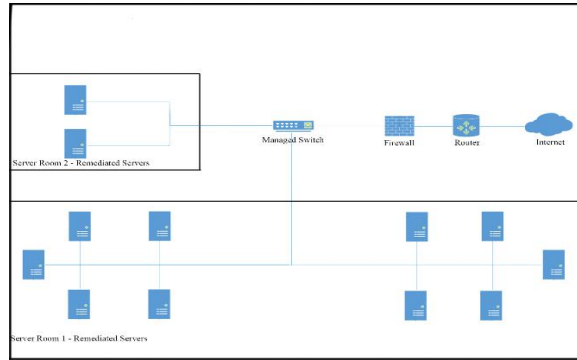 Managed Switch
Firewall
Router
Internet
Server Room 2 - Remediated Servers
Server Room 1 - Remediated Servers